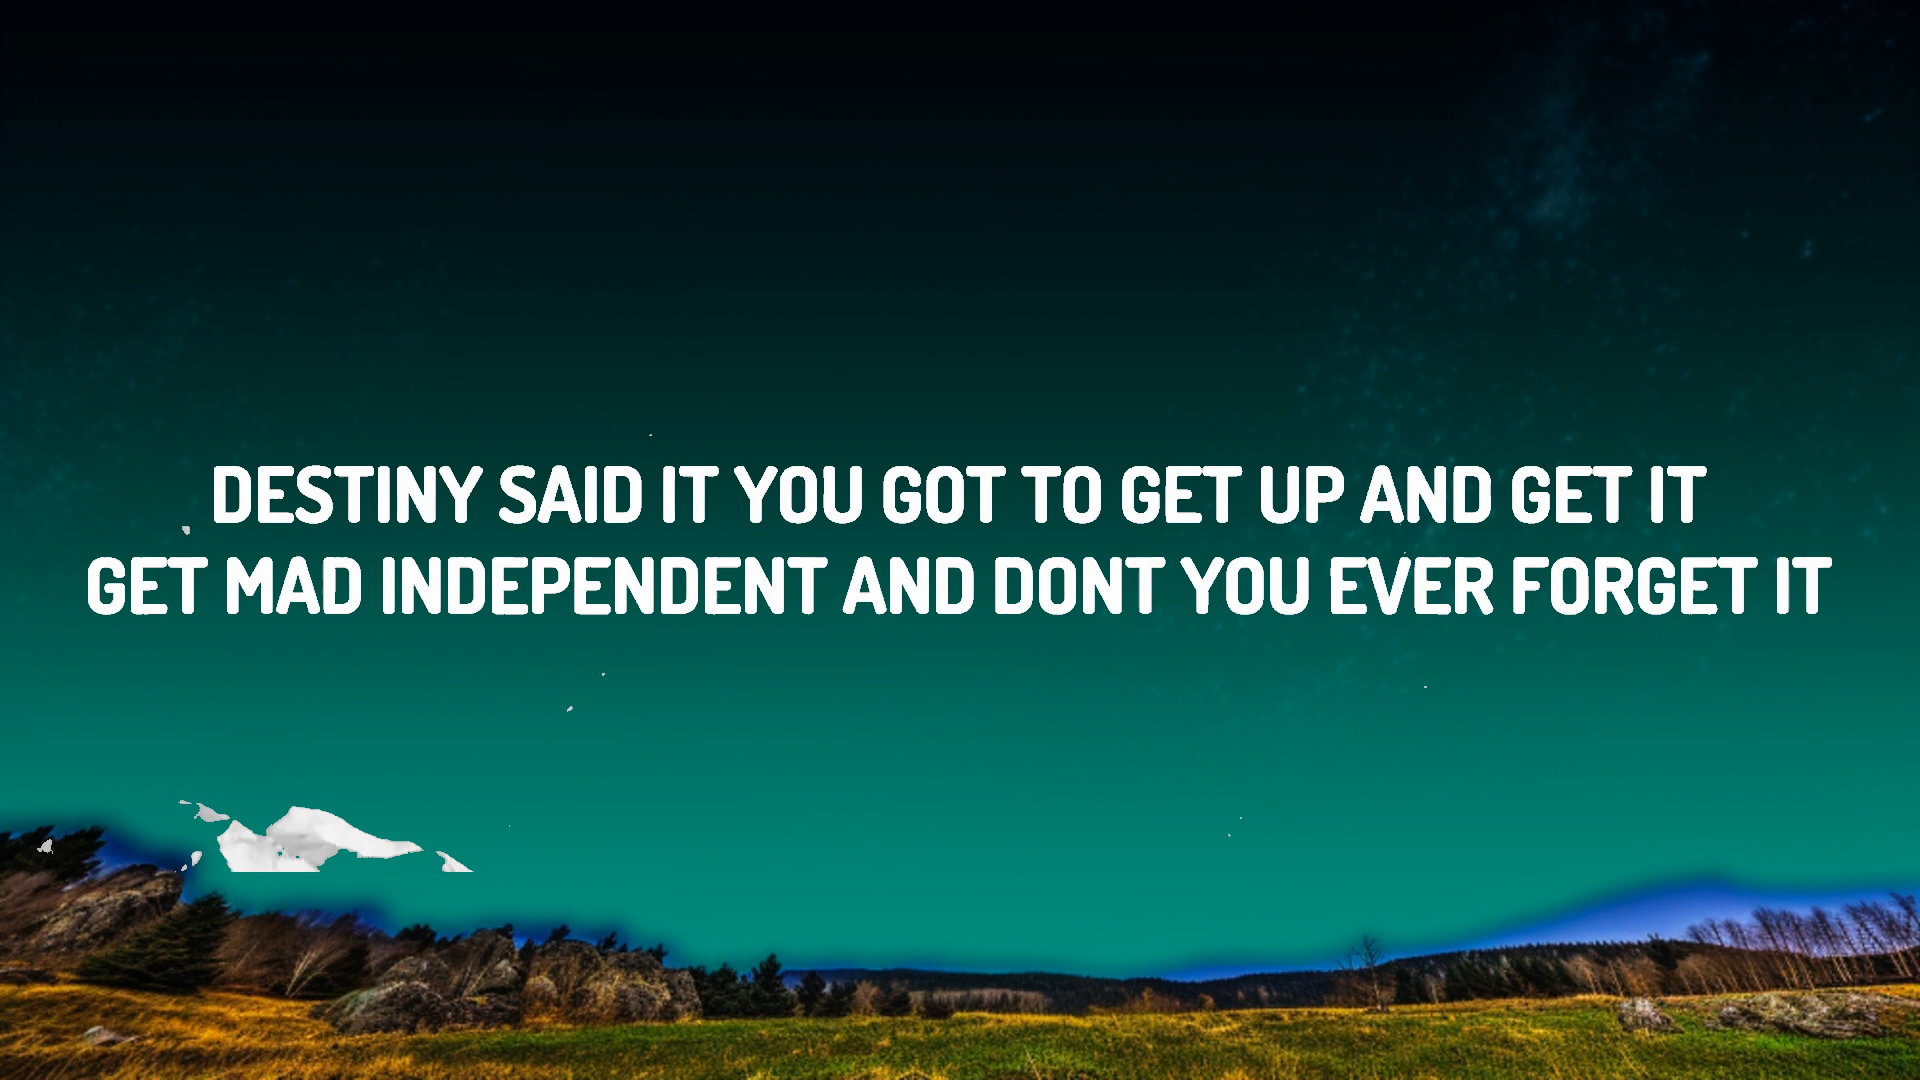 DESTINY SAID IT YOU GOT TO GET UP AND GET IT
GET MAD INDEPENDENT AND DONT YOU EVER FORGET IT